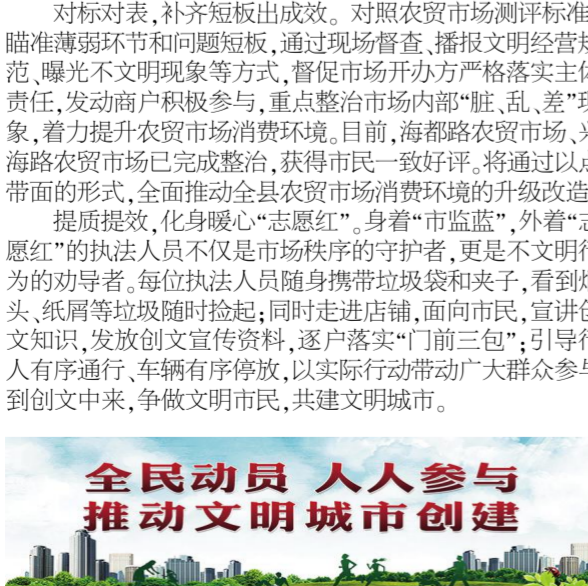 对标对表,补齐短板出成效。对照农贸市场测评标准
瞄准薄弱环节和问题短板,通过现场督查、播报文明经营规
范、曝光不文明现象等方式,督促市场开办方严格落实主体
责任,发动商户积极参与,重点整治市场内部“脏、乱、差”现
象,着力提升农贸市场消费环境。目前,海都路农贸市场、兴
海路农贸市场已完成整治,获得市民一致好评。将通过以点
带面的形式,全面推动全县农贸市场消费环境的升级改造
提质提效,化身暖心“志愿红”。身着“市监蓝”,外着“志
愿红”的执法人员不仅是市场秩序的守护者,更是不文明行
为的劝导者。每位执法人员随身携带垃圾袋和夹子,看到烟
头、纸屑等垃圾随时捡起;同时走进店铺,面向市民,宣讲创
文知识,发放创文宣传资料,逐户落实“门前三包”;引导行
人有序通行、车辆有序停放,以实际行动带动广大群众参与
到创文中来,争做文明市民,共建文明城市。
全民动员 人人参与
推动文明城市创建